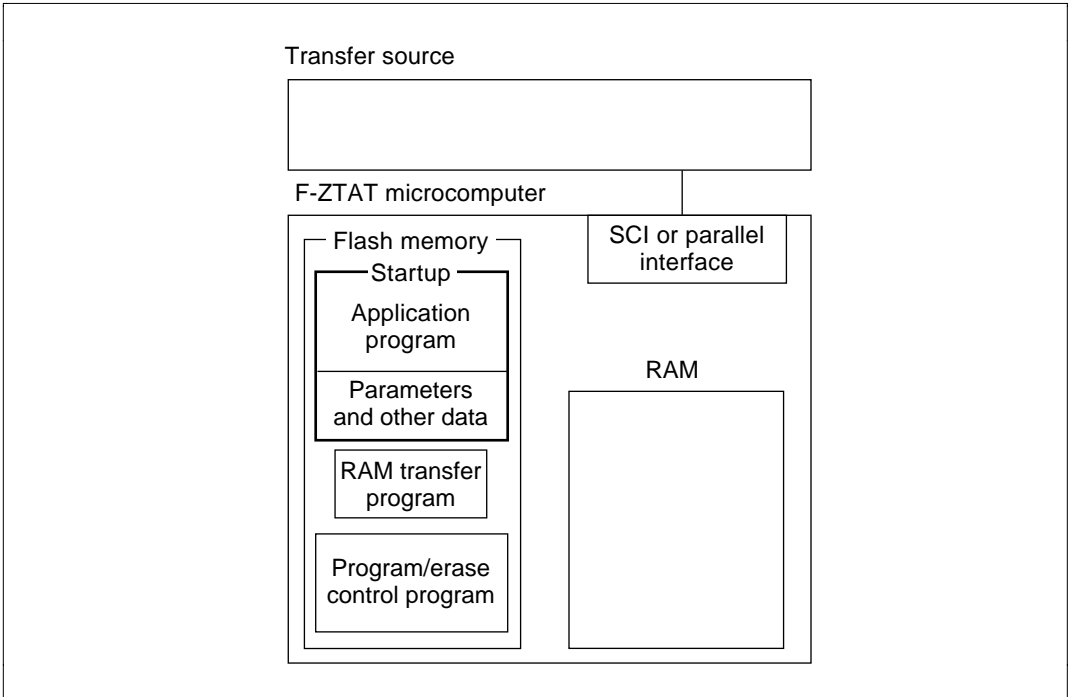 Transfer source
F-ZTAT microcomputer
SCI or parallel
interface
Flash memory
Startup
Application
program
Parameters
and other data
RAM transfer
program
Program/erase
control program
RAM